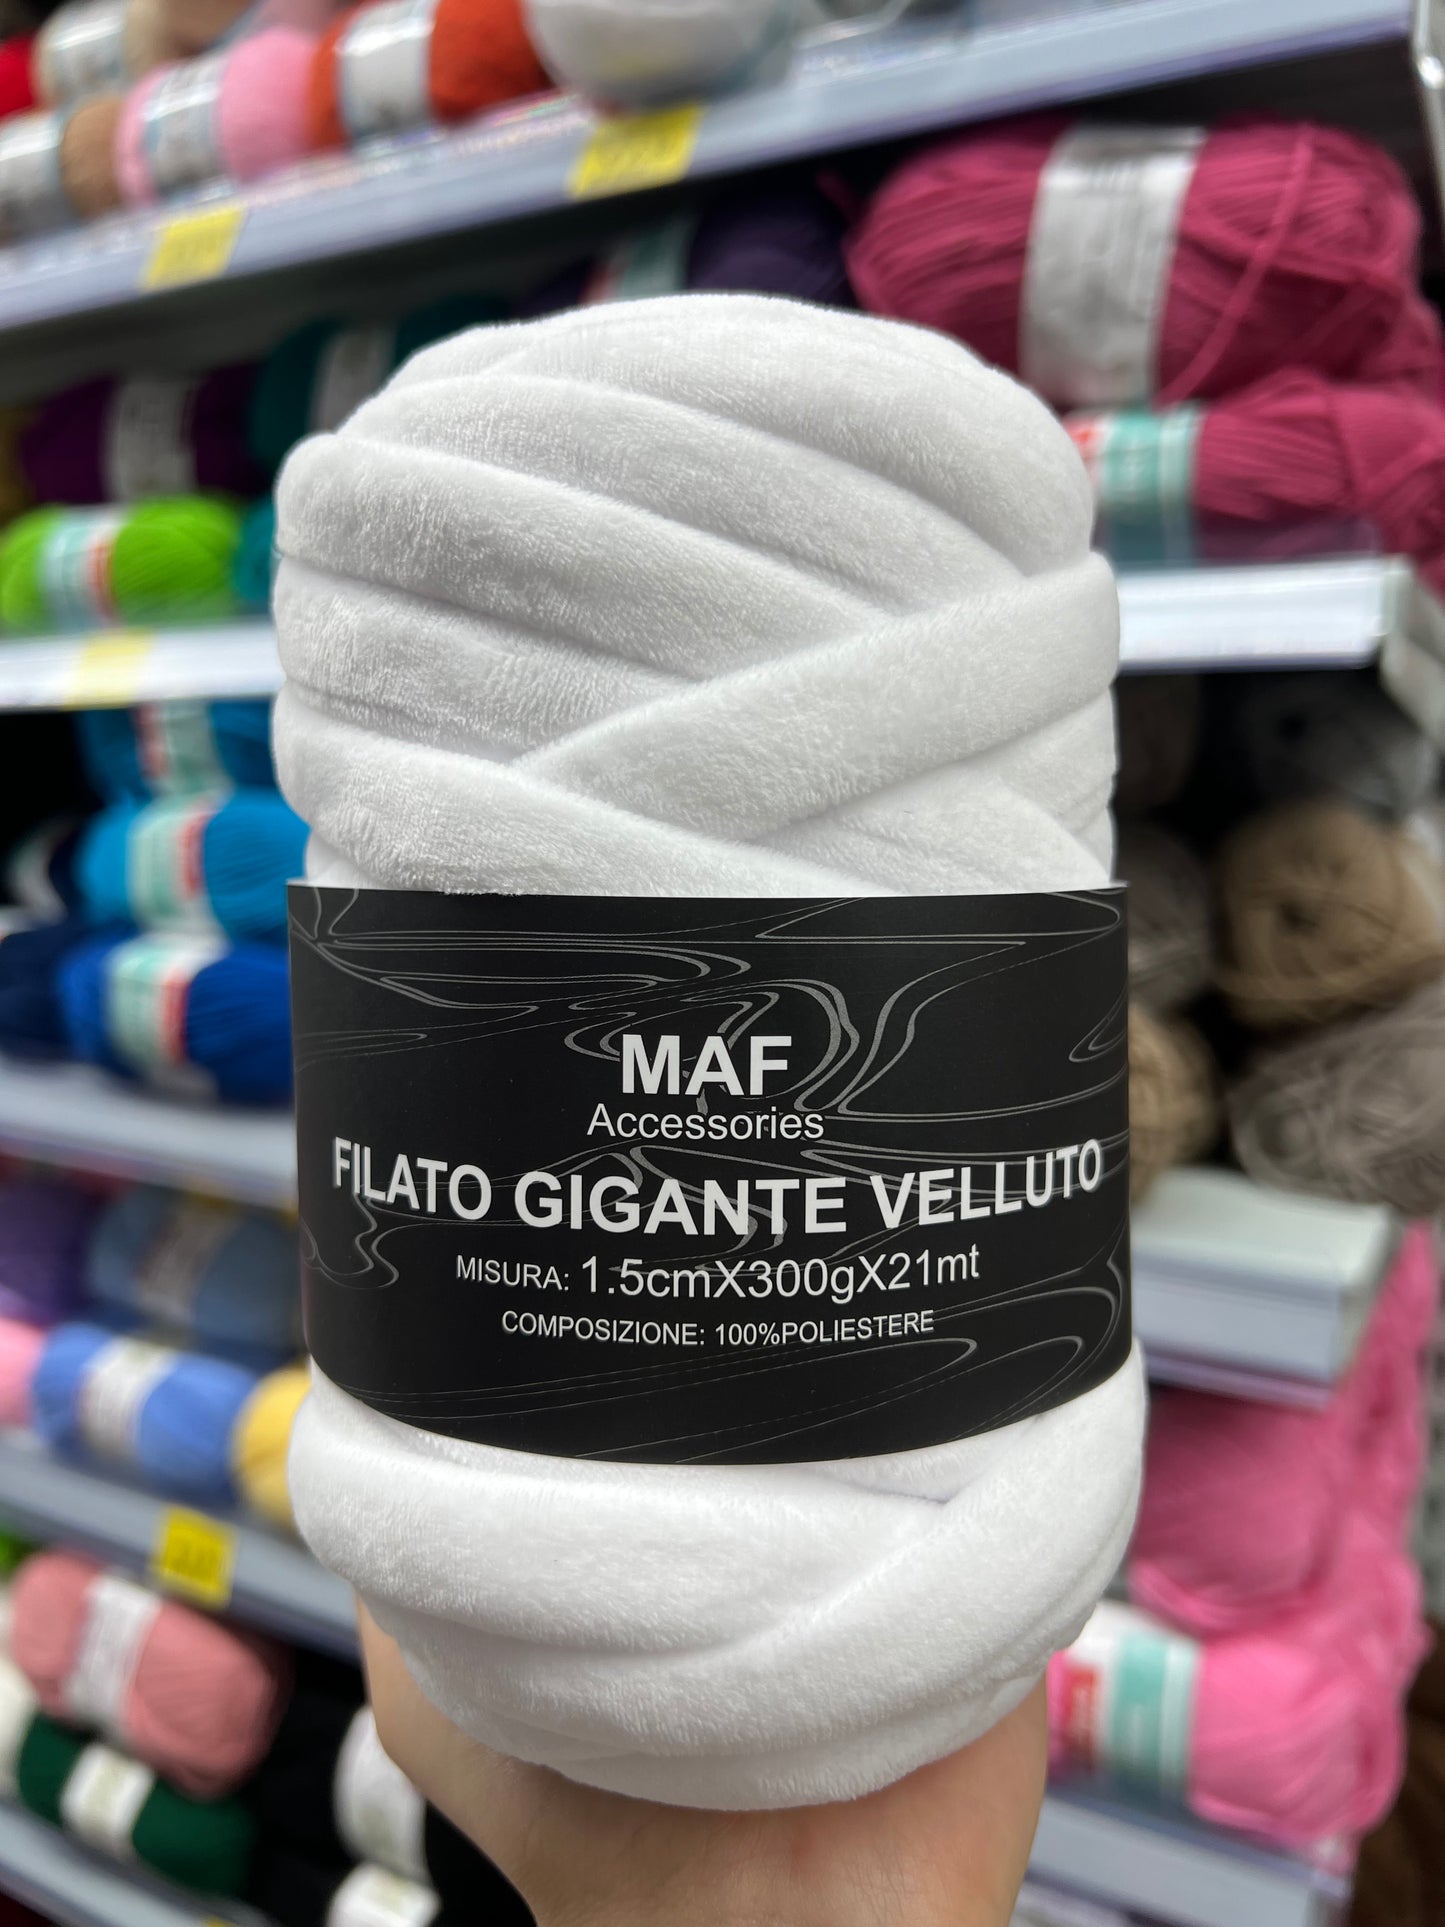 MAF
Accessories
FILATO GIGANTE VELLUTO
MISURA: 1.5cmX300gX21mt
COMPOSIZIONE: 100%POLIESTERE